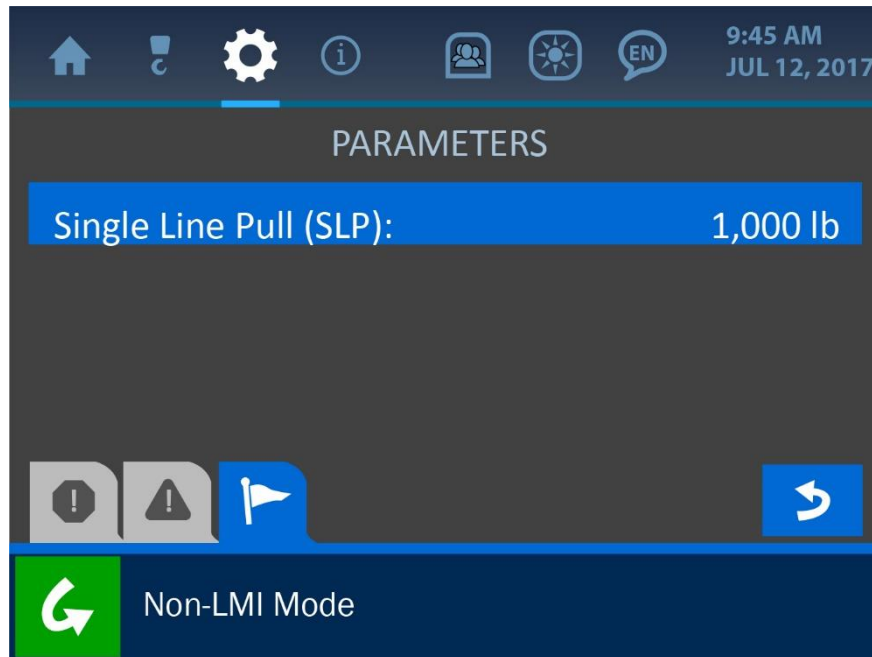 EN
9:45 AM
JUL 12, 2017
PARAMETERS
Single Line Pull (SLP): 1,000 lb
Non-LMI Mode